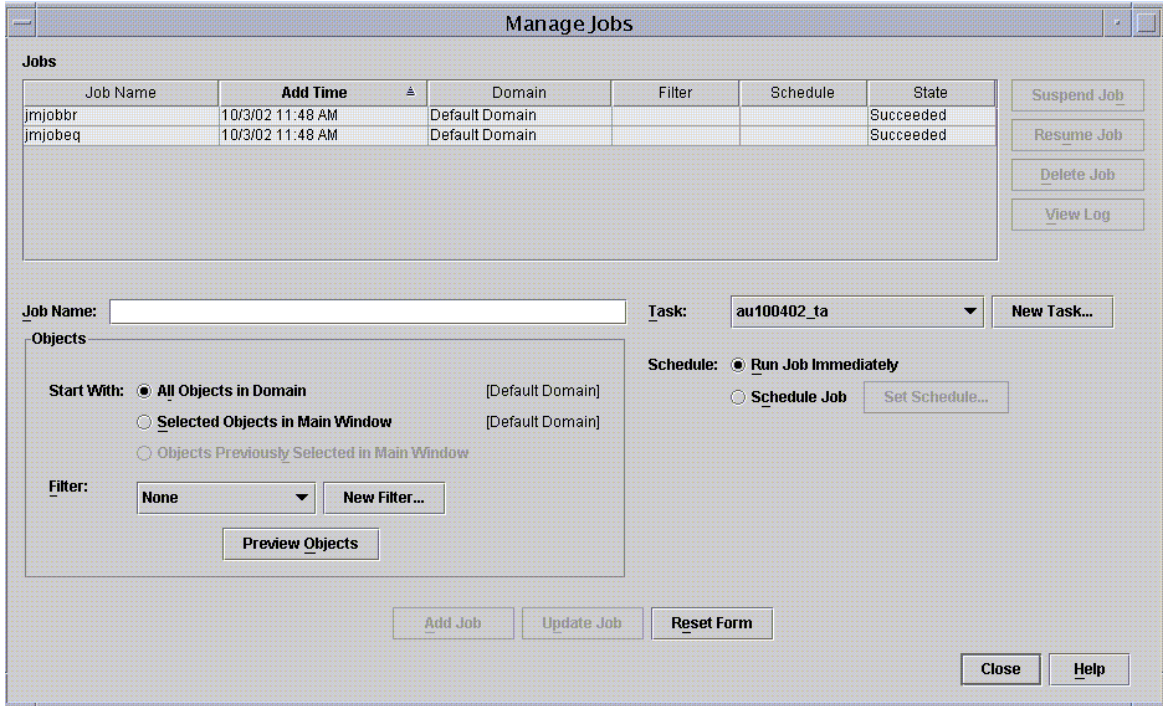 Manage Jobs
Jobs
Job Name Add Time Domain Filter Schedule State
jmjobbr 10/3/02 11:48 AM Default Domain Succeeded
jmjobeq 10/3/02 11:48 AM Default Domain Succeeded
Suspend Job
Resume Job
Delete Job
View Log
Job Name:
Task: au100402_ta New Task...
Objects
Start With: All Objects in Domain [Default Domain]
Selected Objects in Main Window [Default Domain]
Objects Previously Selected in Main Window
Filter: None New Filter...
Preview Objects
Schedule: Run Job Immediately
Schedule Job Set Schedule...
Add Job Update Job Reset Form
Close Help